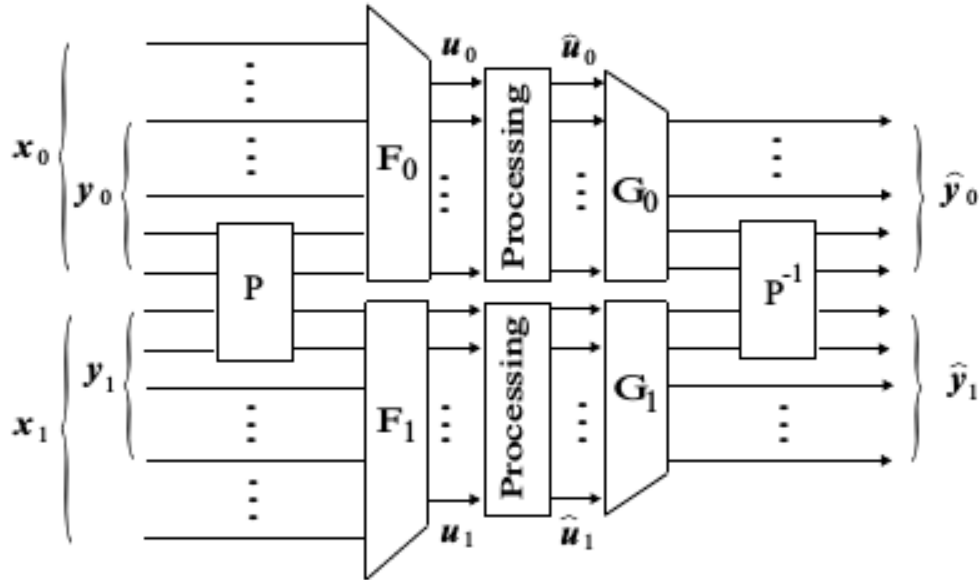 u₀ û₀
x₀ y₀ F₀ Processing G₀ ŷ₀
P P⁻¹
x₁ y₁ F₁ Processing G₁ ŷ₁
u₁ û₁